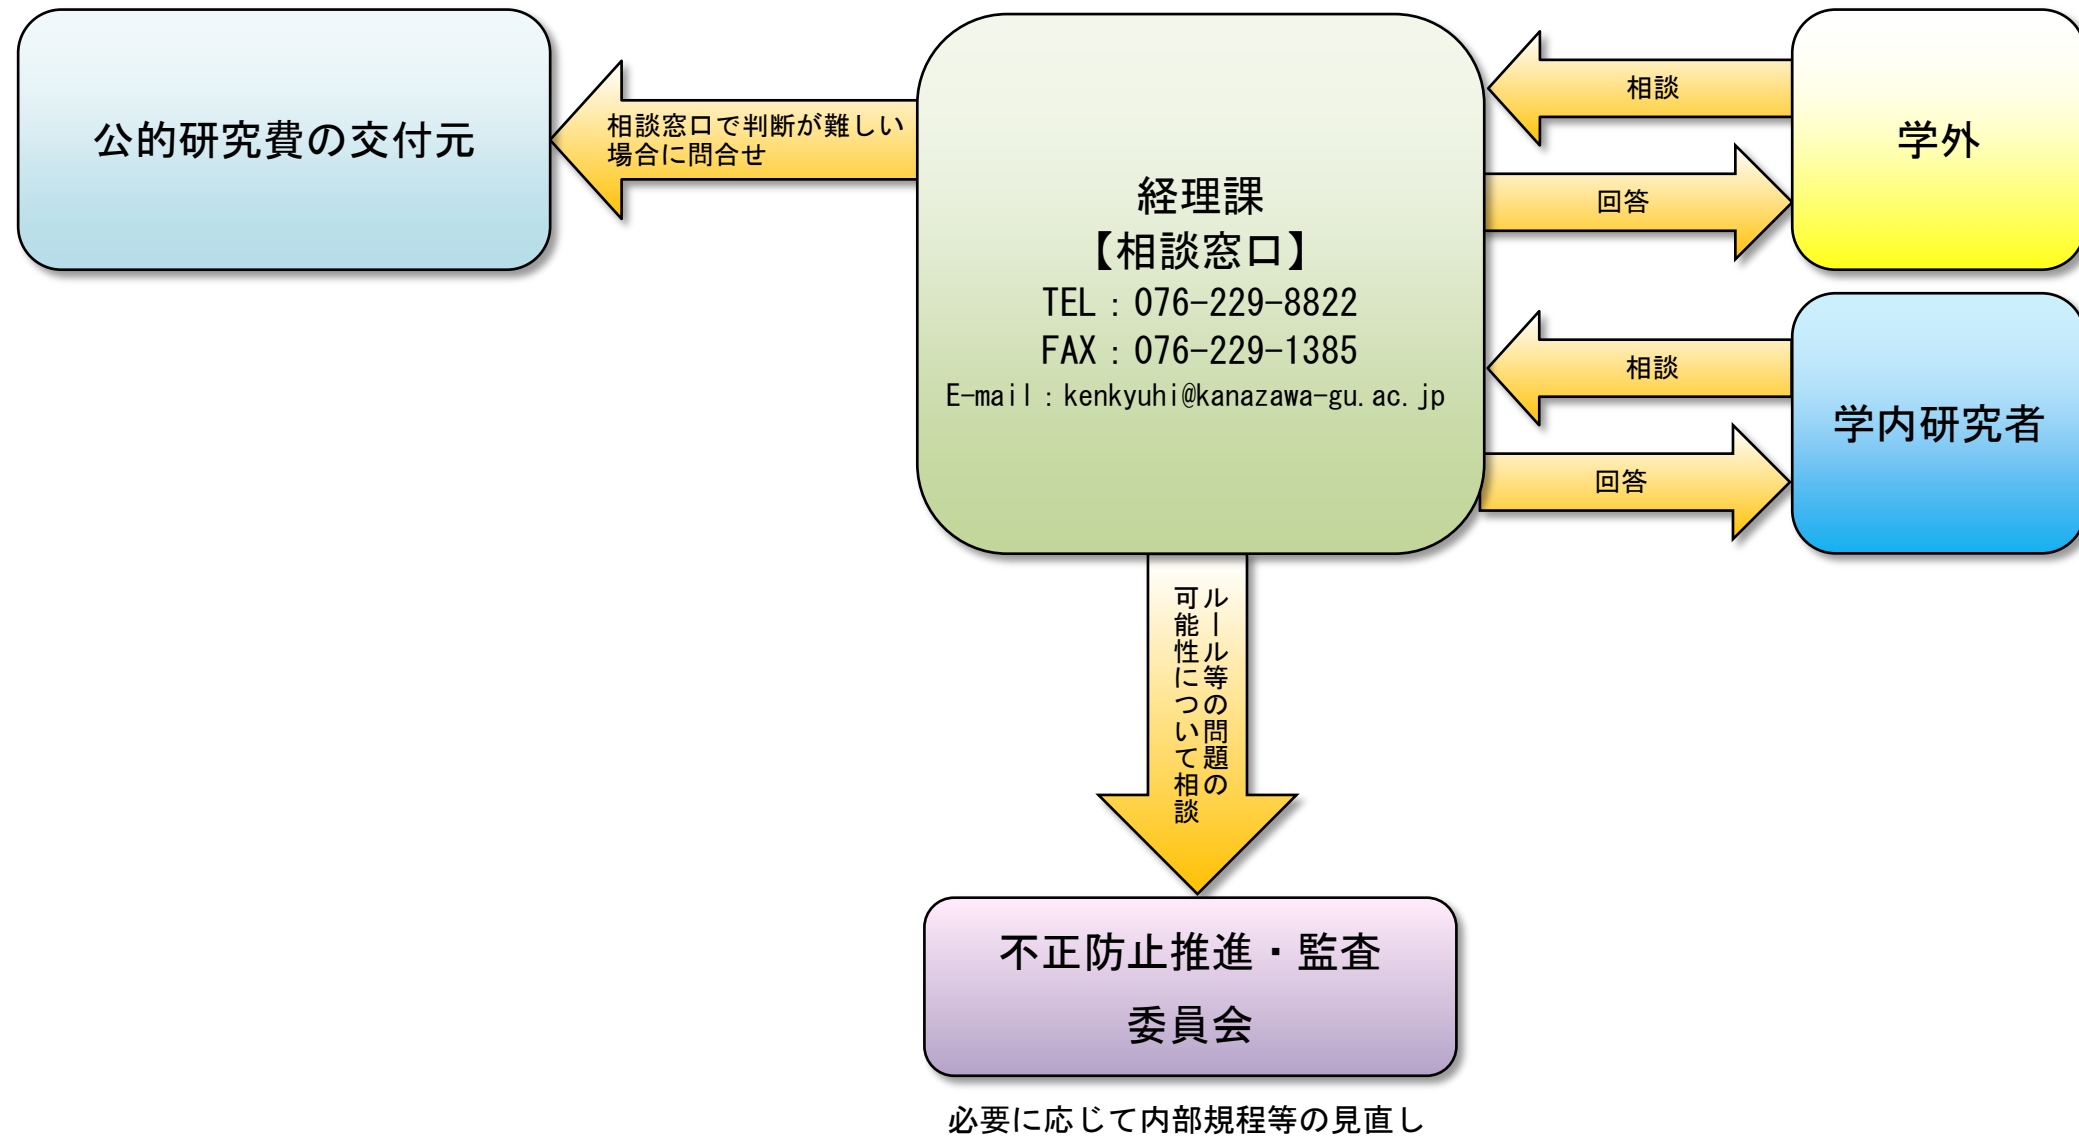 公的研究費の交付元
相談窓口で判断が難しい
場合に問合せ
経理課
【相談窓口】
TEL：076-229-8822
FAX：076-229-1385
E-mail：kenkyuhi@kanazawa-gu.ac.jp
相談
学外
回答
相談
学内研究者
回答
ルール等の問題の
可能性について相談
不正防止推進・監査
委員会
必要に応じて内部規程等の見直し